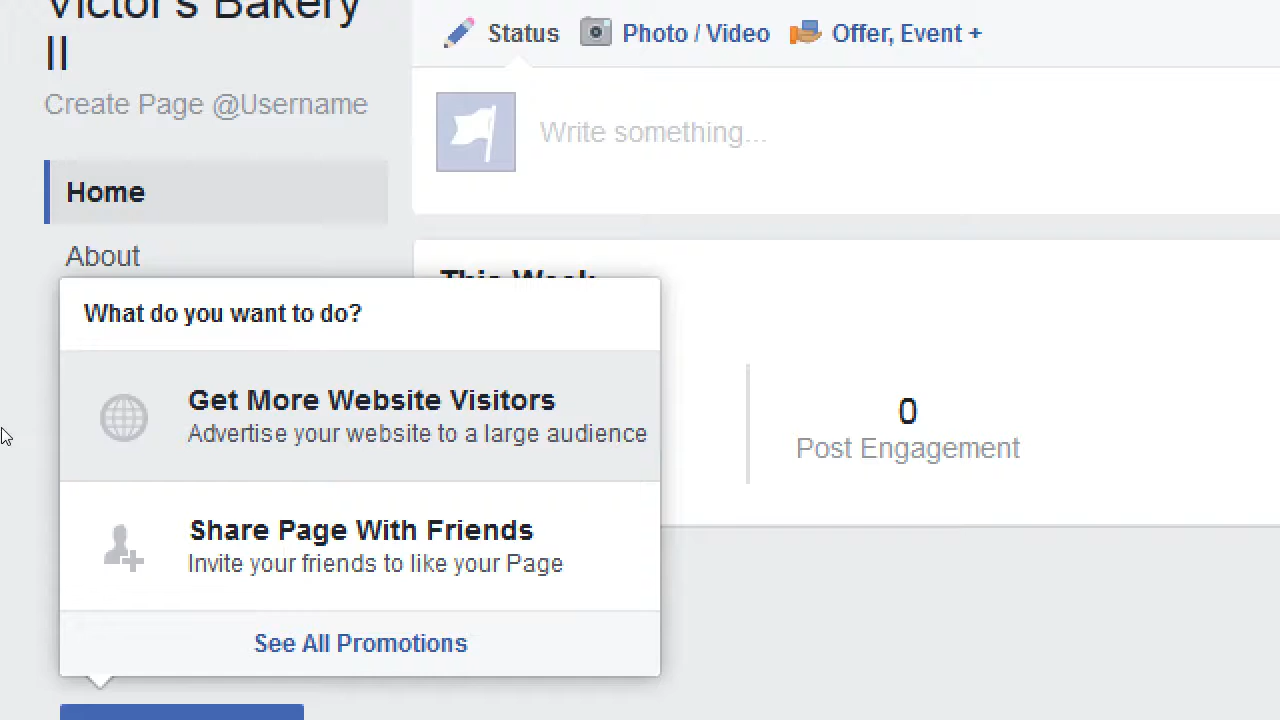 Victor's Bakery
II
Create Page @Username
Home
About
Status
Photo / Video
Offer, Event +
Write something...
This Week
0
Post Engagement
What do you want to do?
Get More Website Visitors
Advertise your website to a large audience
Share Page With Friends
Invite your friends to like your Page
See All Promotions